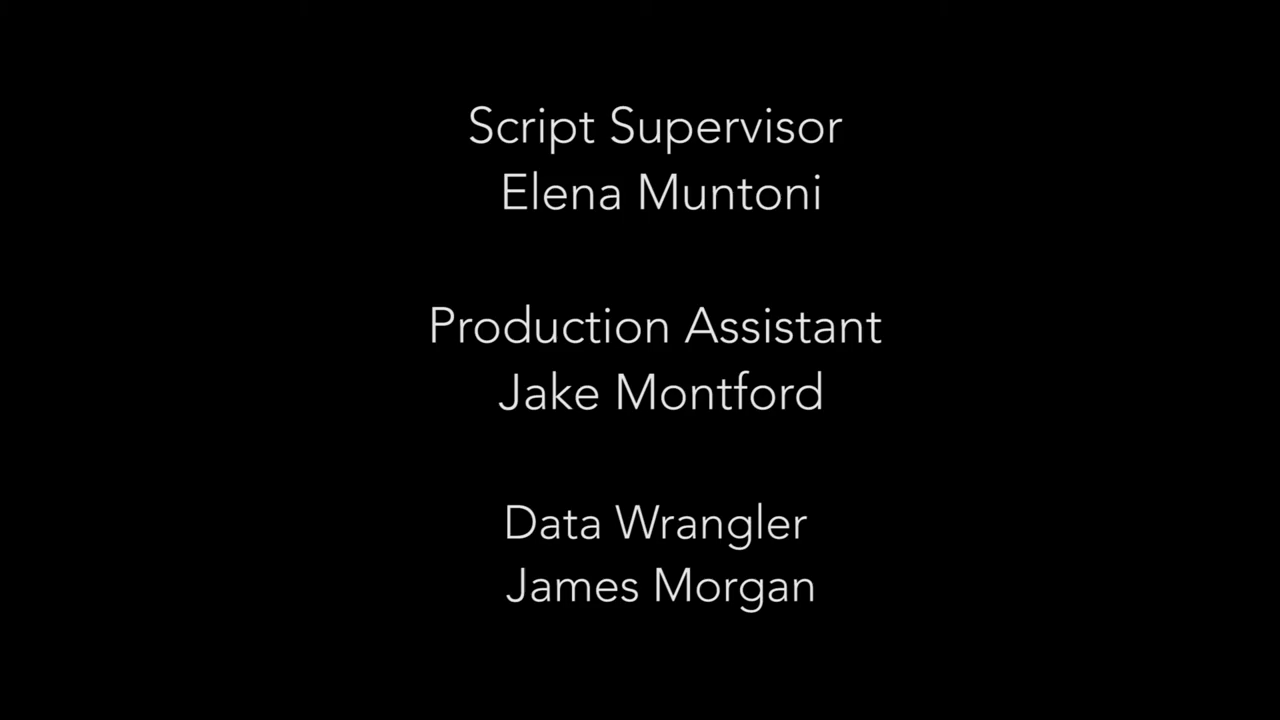 Script Supervisor
Elena Muntoni
Production Assistant
Jake Montford
Data Wrangler
James Morgan